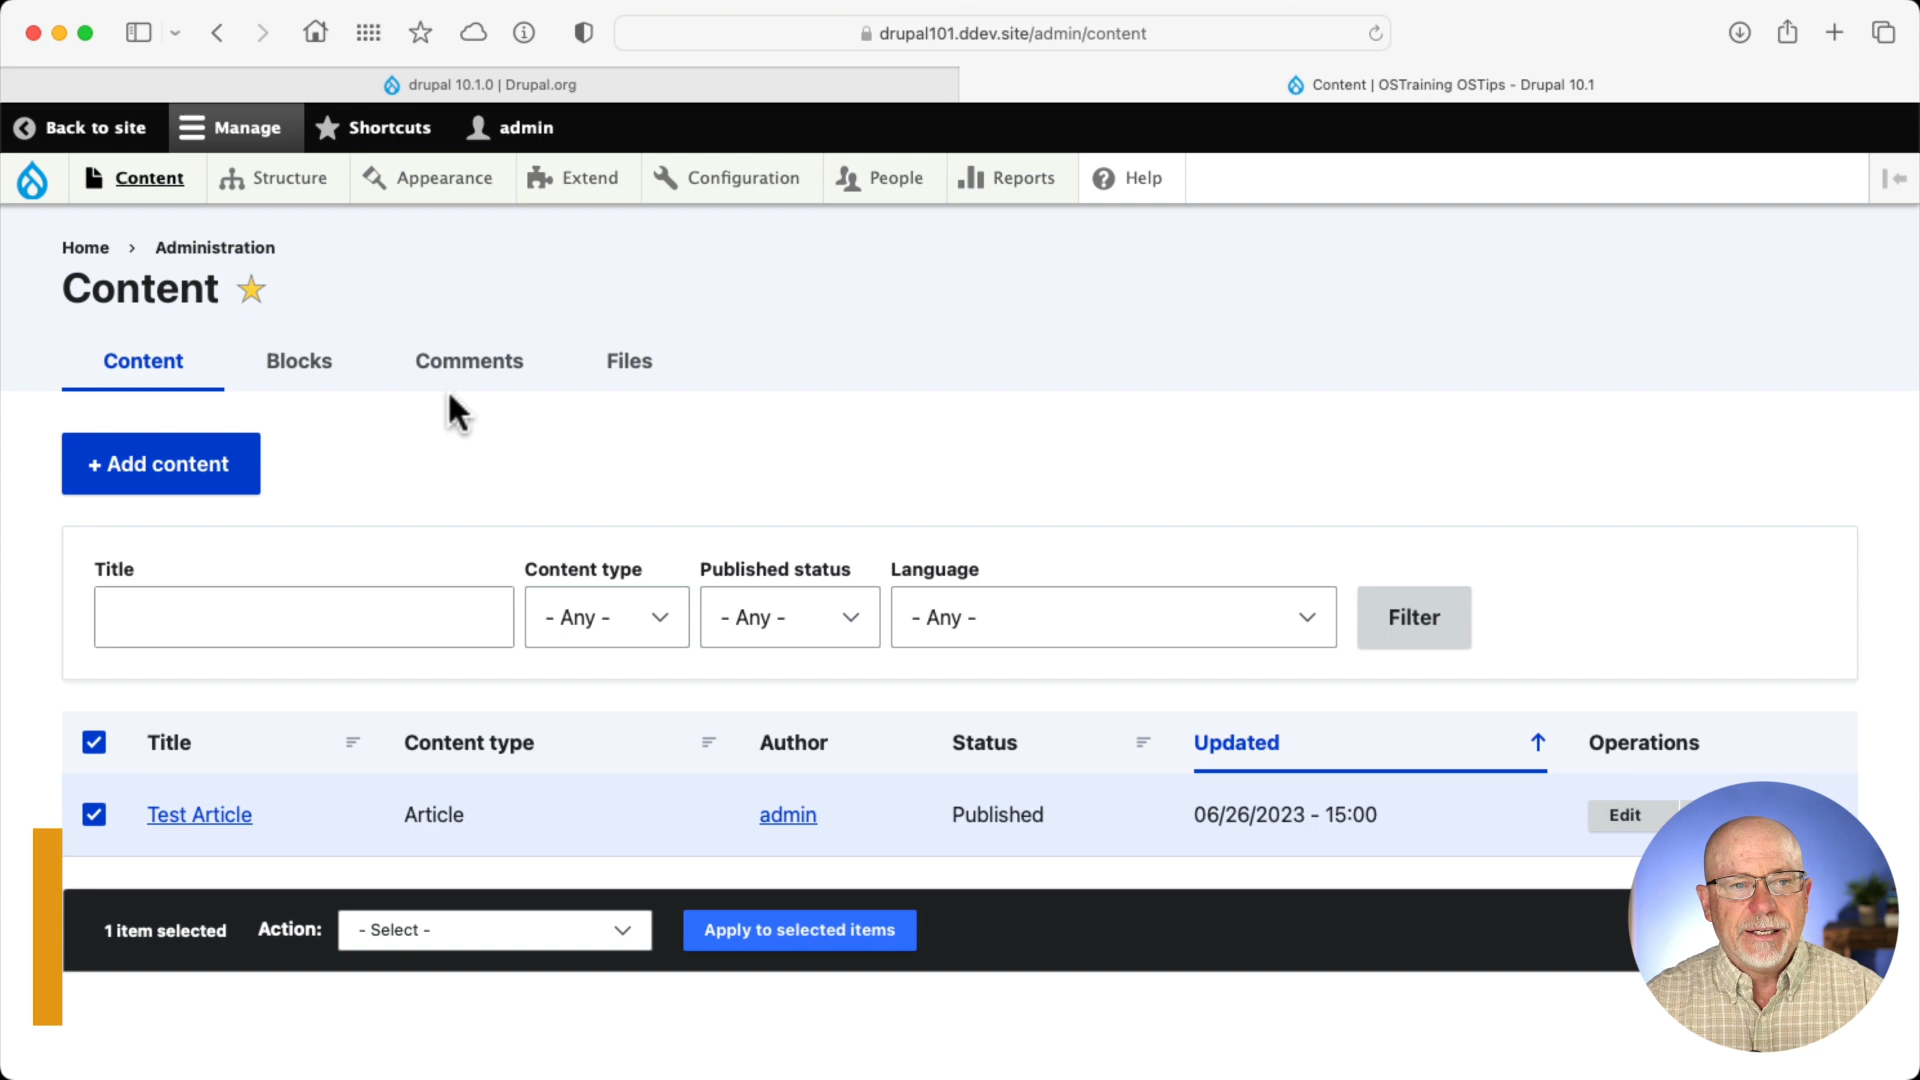 drupal101.ddev.site/admin/content
drupal 10.1.0 | Drupal.org
Content | OSTraining OSTips - Drupal 10.1
Back to site
Manage
Shortcuts
admin
Content
Structure
Appearance
Extend
Configuration
People
Reports
Help
Home › Administration
Content
Content
Blocks
Comments
Files
+ Add content
Title
Content type
Published status
Language
- Any -
- Any -
- Any -
Filter
Title
Content type
Author
Status
Updated
Operations
Test Article
Article
admin
Published
06/26/2023 - 15:00
Edit
1 item selected
Action:
- Select -
Apply to selected items